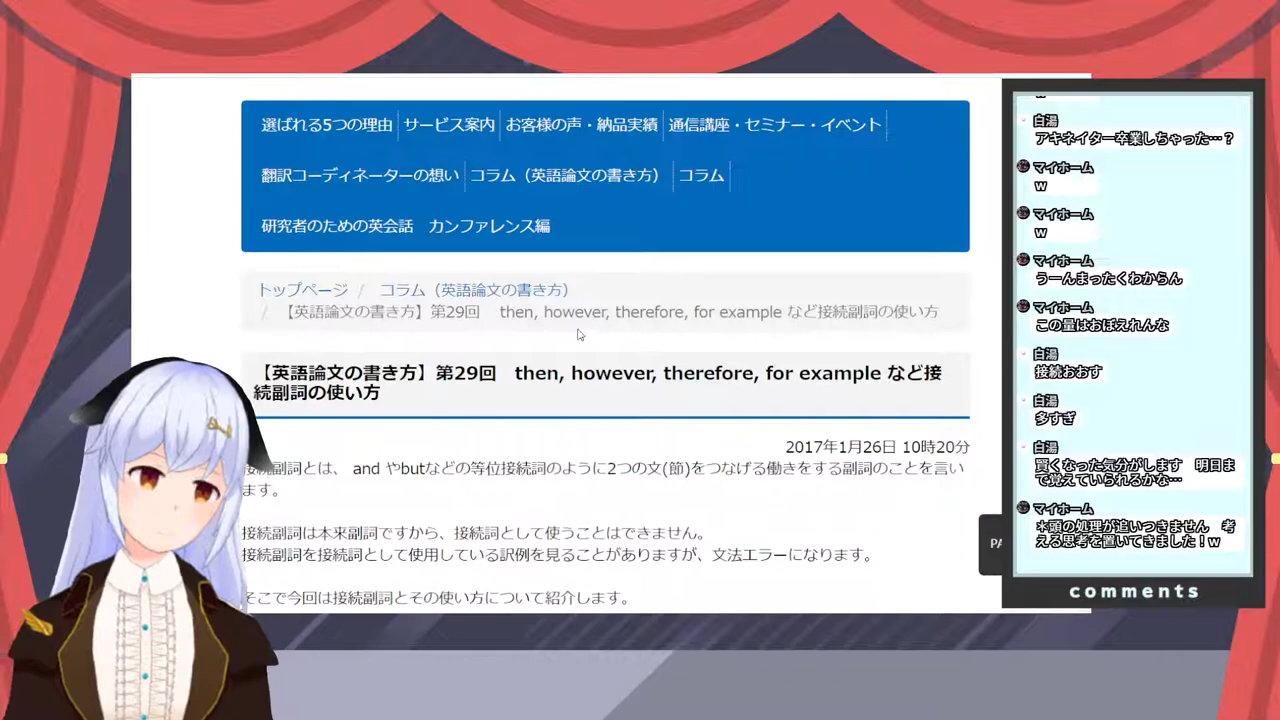 選ばれる5つの理由 サービス案内 お客様の声・納品実績 通信講座・セミナー・イベント
翻訳コーディネーターの想い コラム（英語論文の書き方） コラム
研究者のための英会話 カンファレンス編
トップページ / コラム（英語論文の書き方）
/ 【英語論文の書き方】第29回 then, however, therefore, for example など接続副詞の使い方
【英語論文の書き方】第29回 then, however, therefore, for example など接
続副詞の使い方
2017年1月26日 10時20分
接続副詞とは、 and やbutなどの等位接続詞のように2つの文(節)をつなげる働きをする副詞のことを言い
ます。
接続副詞は本来副詞ですから、接続詞として使うことはできません。
接続副詞を接続詞として使用している訳例を見ることがありますが、文法エラーになります。
そこで今回は接続副詞とその使い方について紹介します。
PA
w
白湯
アキネイター卒業しちゃった…？
マイホーム
w
マイホーム
w
マイホーム
うーんまったくわからん
マイホーム
この量はおぼえれんな
白湯
接続おおす
白湯
多すぎ
白湯
賢くなった気分がします 明日ま
で覚えていられるかな…
マイホーム
＊頭の処理が追いつきません 考
える思考を置いてきました！w
comments